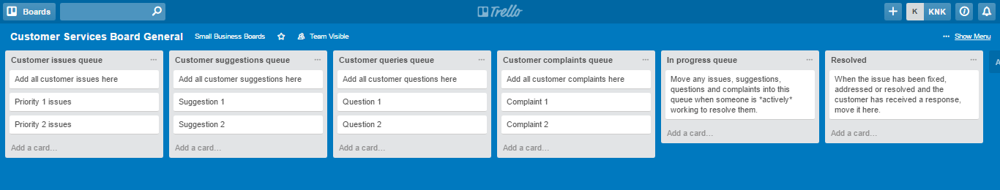 Boards
Trello
K KNK
Customer Services Board General Small Business Boards Team Visible
··· Show Menu
Customer issues queue ···
Add all customer issues here
Priority 1 issues
Priority 2 issues
Add a card...
Customer suggestions queue ···
Add all customer suggestions here
Suggestion 1
Suggestion 2
Add a card...
Customer queries queue ···
Add all customer questions here
Question 1
Question 2
Add a card...
Customer complaints queue ···
Add all customer complaints here
Complaint 1
Complaint 2
Add a card...
In progress queue ···
Move any issues, suggestions,
questions and complaints into this
queue when someone is *actively*
working to resolve them.
Add a card...
Resolved ···
When the issue has been fixed,
addressed or resolved and the
customer has received a response,
move it here.
Add a card...
A